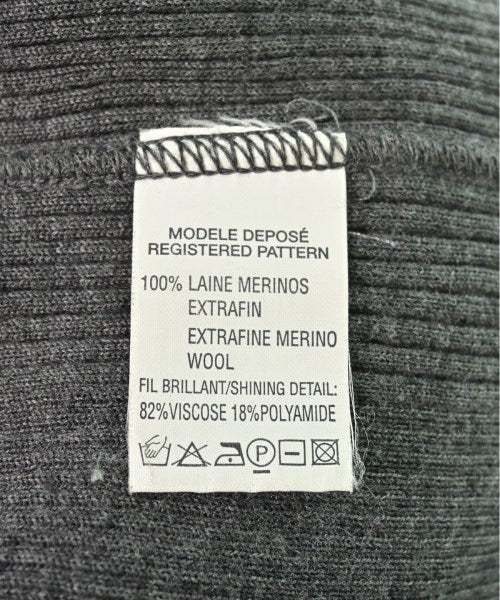 MODELE DEPOSÉ
REGISTERED PATTERN
100% LAINE MERINOS
EXTRAFIN
EXTRAFINE MERINO
WOOL
FIL BRILLANT/SHINING DETAIL:
82%VISCOSE 18%POLYAMIDE
P